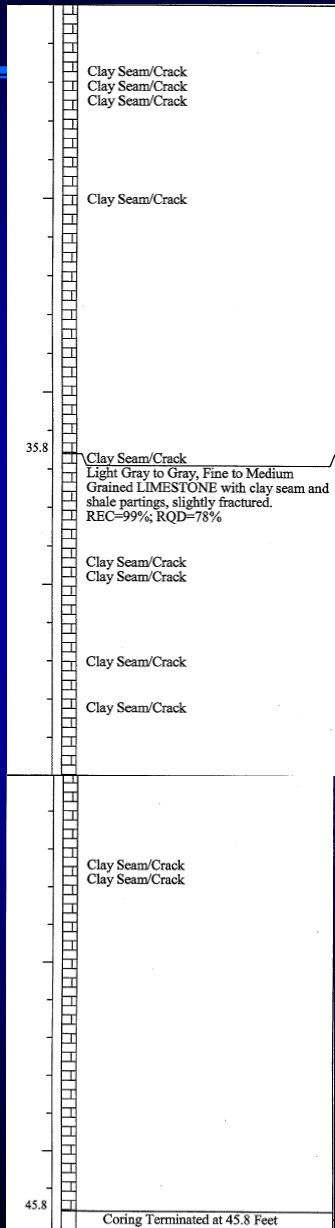 Clay Seam/Crack
Clay Seam/Crack
Clay Seam/Crack
Clay Seam/Crack
35.8
Clay Seam/Crack
Light Gray to Gray, Fine to Medium
Grained LIMESTONE with clay seam and
shale partings, slightly fractured.
REC=99%; RQD=78%
Clay Seam/Crack
Clay Seam/Crack
Clay Seam/Crack
Clay Seam/Crack
Clay Seam/Crack
Clay Seam/Crack
45.8
Coring Terminated at 45.8 Feet